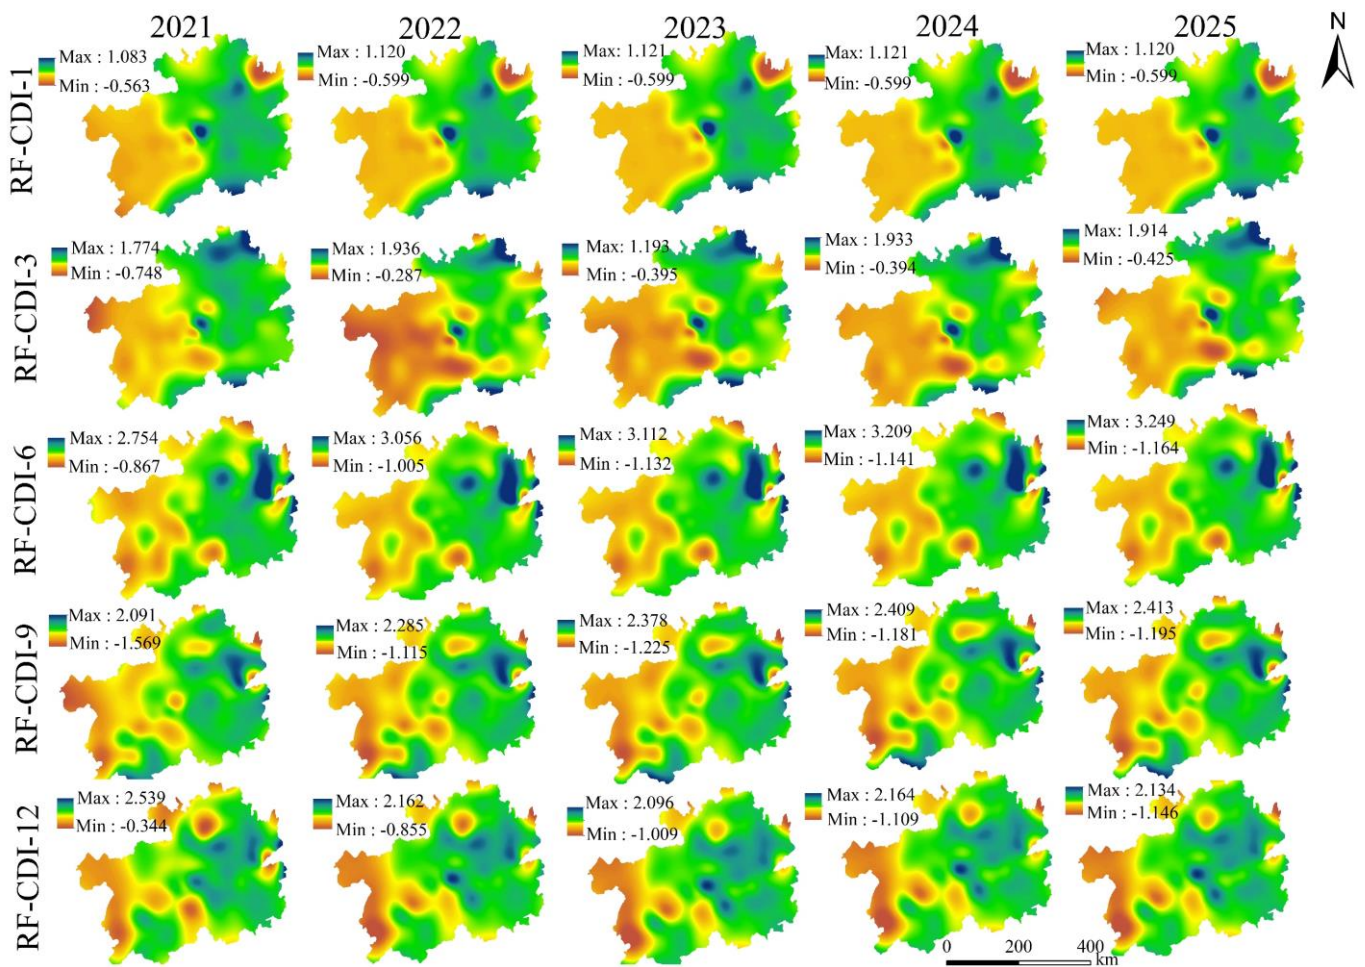 2021 2022 2023 2024 2025 N
RF-CDI-1
Max : 1.083
Min : -0.563
Max : 1.120
Min : -0.599
Max : 1.121
Min : -0.599
Max : 1.121
Min : -0.599
Max : 1.120
Min : -0.599
RF-CDI-3
Max : 1.774
Min : -0.748
Max : 1.936
Min : -0.287
Max : 1.193
Min : -0.395
Max : 1.933
Min : -0.394
Max : 1.914
Min : -0.425
RF-CDI-6
Max : 2.754
Min : -0.867
Max : 3.056
Min : -1.005
Max : 3.112
Min : -1.132
Max : 3.209
Min : -1.141
Max : 3.249
Min : -1.164
RF-CDI-9
Max : 2.091
Min : -1.569
Max : 2.285
Min : -1.115
Max : 2.378
Min : -1.225
Max : 2.409
Min : -1.181
Max : 2.413
Min : -1.195
RF-CDI-12
Max : 2.539
Min : -0.344
Max : 2.162
Min : -0.855
Max : 2.096
Min : -1.009
Max : 2.164
Min : -1.109
Max : 2.134
Min : -1.146
0 200 400
km